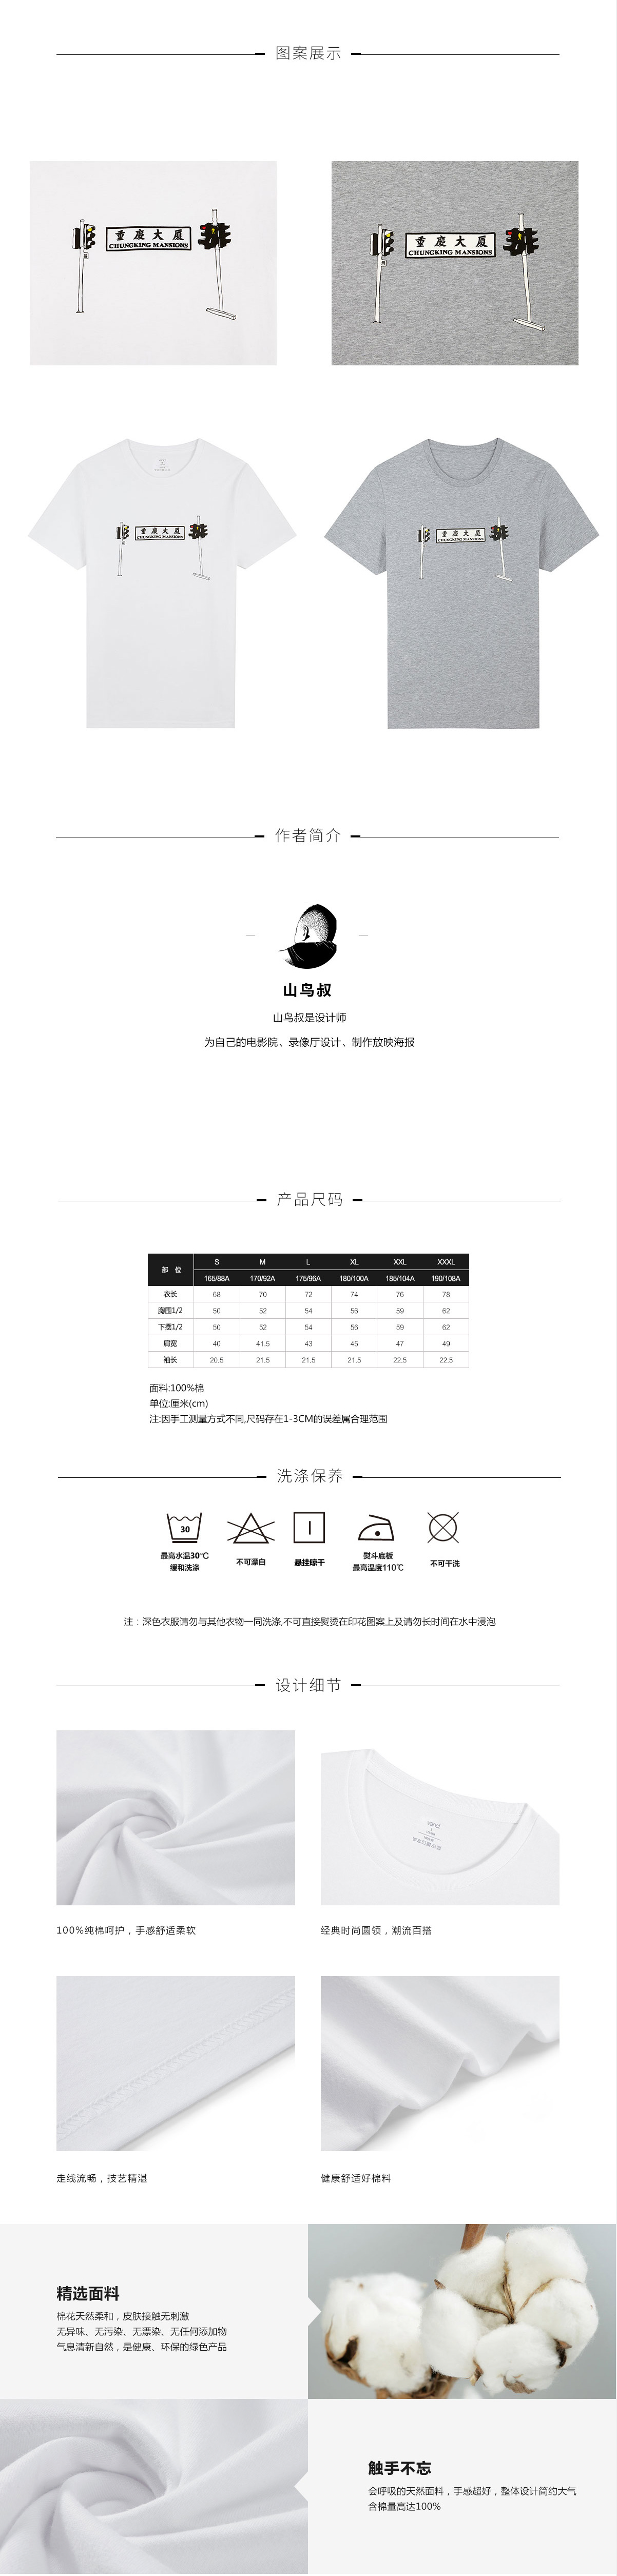 图案展示
重慶大厦
CHUNGKING MANSIONS
重慶大厦
CHUNGKING MANSIONS
重慶大厦
CHUNGKING MANSIONS
重慶大厦
CHUNGKING MANSIONS
作者简介
山鸟叔
山鸟叔是设计师
为自己的电影院、录像厅设计、制作放映海报
产品尺码
部 位 S M L XL XXL XXXL
165/88A 170/92A 175/96A 180/100A 185/104A 190/108A
衣长 68 70 72 74 76 78
胸围1/2 50 52 54 56 59 62
下摆1/2 50 52 54 56 59 62
肩宽 40 41.5 43 45 47 49
袖长 20.5 21.5 21.5 21.5 22.5 22.5
面料:100%棉
单位:厘米(cm)
注:因手工测量方式不同,尺码存在1-3CM的误差属合理范围
洗涤保养
30
最高水温30℃
缓和洗涤
不可漂白
悬挂晾干
熨斗底板
最高温度110℃
不可干洗
注：深色衣服请勿与其他衣物一同洗涤,不可直接熨烫在印花图案上及请勿长时间在水中浸泡
设计细节
vancl
100%纯棉呵护，手感舒适柔软
经典时尚圆领，潮流百搭
走线流畅，技艺精湛
健康舒适好棉料
精选面料
棉花天然柔和，皮肤接触无刺激
无异味、无污染、无漂染、无任何添加物
气息清新自然，是健康、环保的绿色产品
触手不忘
会呼吸的天然面料，手感超好，整体设计简约大气
含棉量高达100%